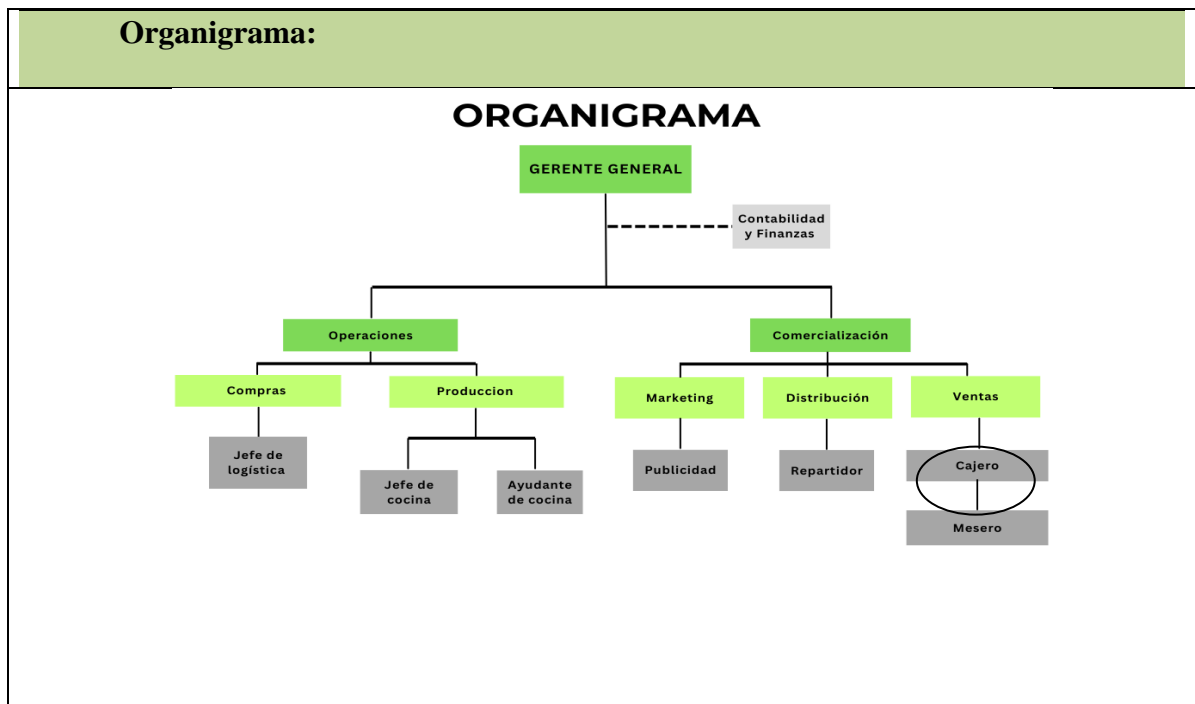 Organigrama:
ORGANIGRAMA
GERENTE GENERAL
Contabilidad
y Finanzas
Operaciones
Comercialización
Compras
Produccion
Marketing
Distribución
Ventas
Jefe de
logística
Jefe de
cocina
Ayudante
de cocina
Publicidad
Repartidor
Cajero
Mesero